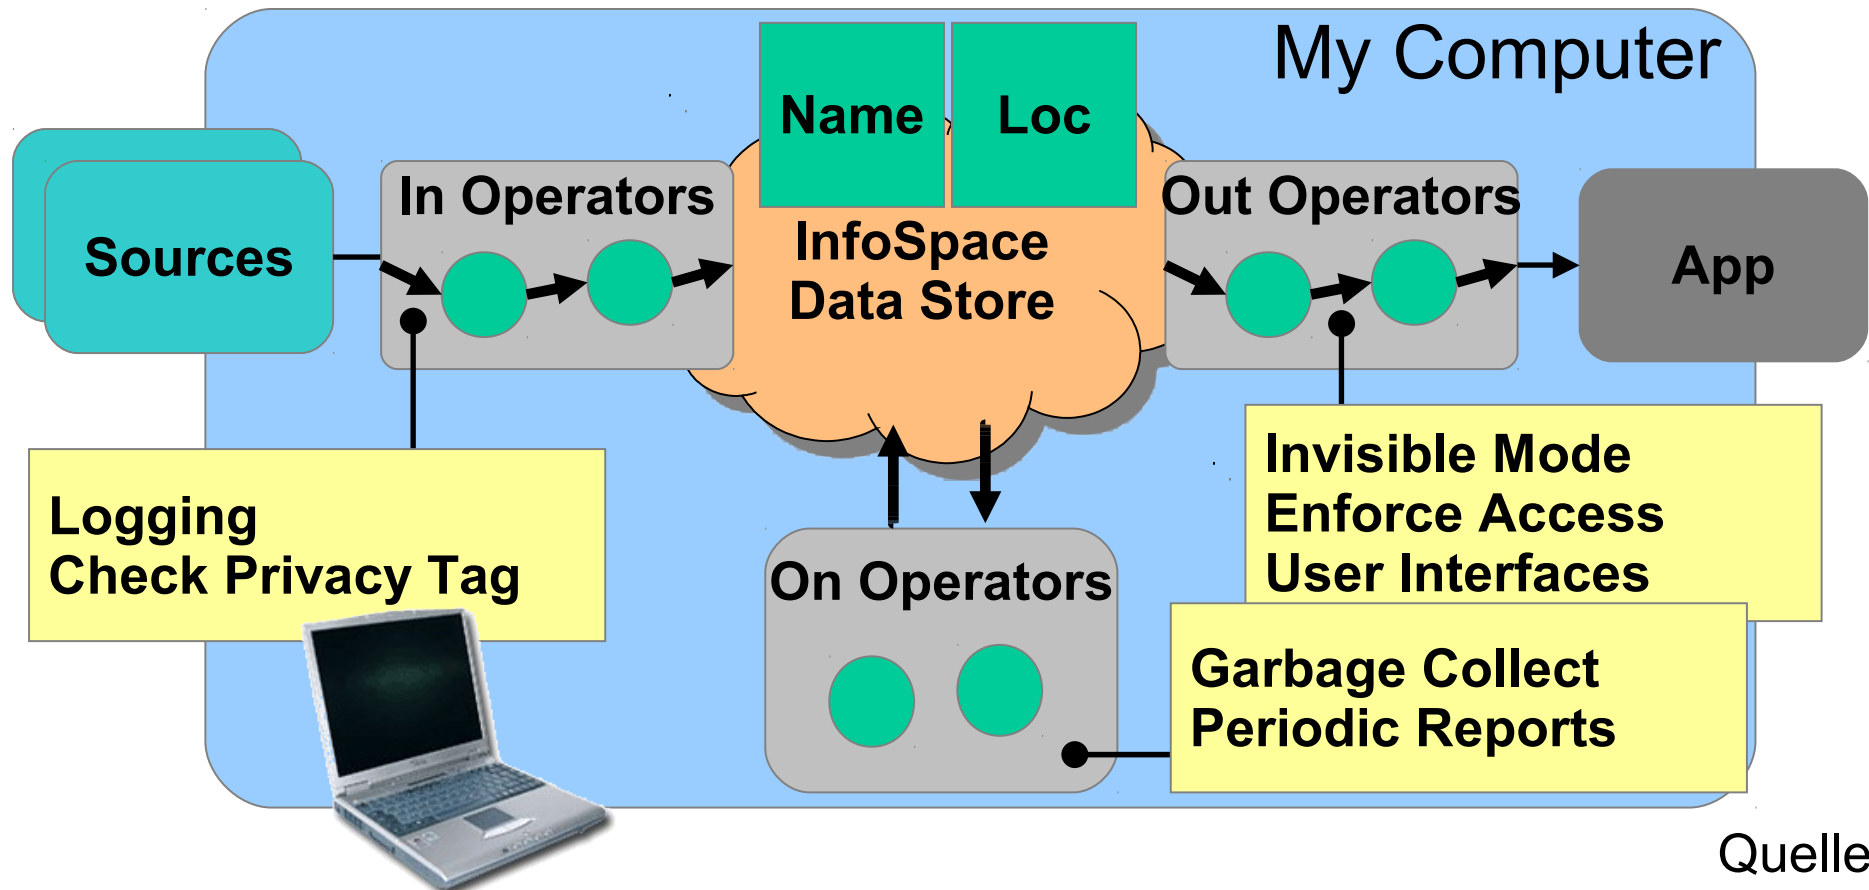 My Computer
Name
Loc
Sources
In Operators
InfoSpace
Data Store
Out Operators
App
Logging
Check Privacy Tag
On Operators
Invisible Mode
Enforce Access
User Interfaces
Garbage Collect
Periodic Reports
Quelle